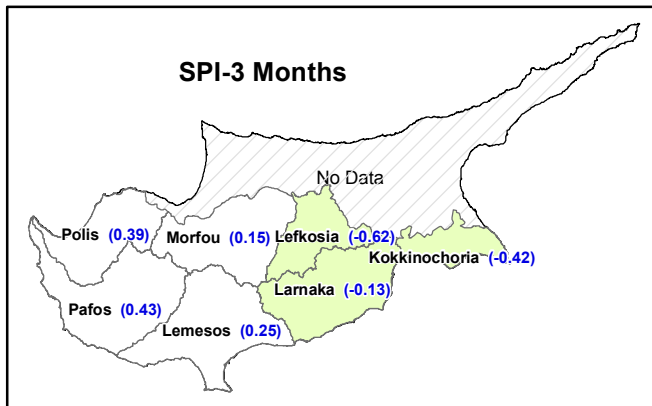 SPI-3 Months
No Data
Polis (0.39)
Morfou (0.15)
Lefkosia (-0.62)
Kokkinochoria (-0.42)
Larnaka (-0.13)
Pafos (0.43)
Lemesos (0.25)